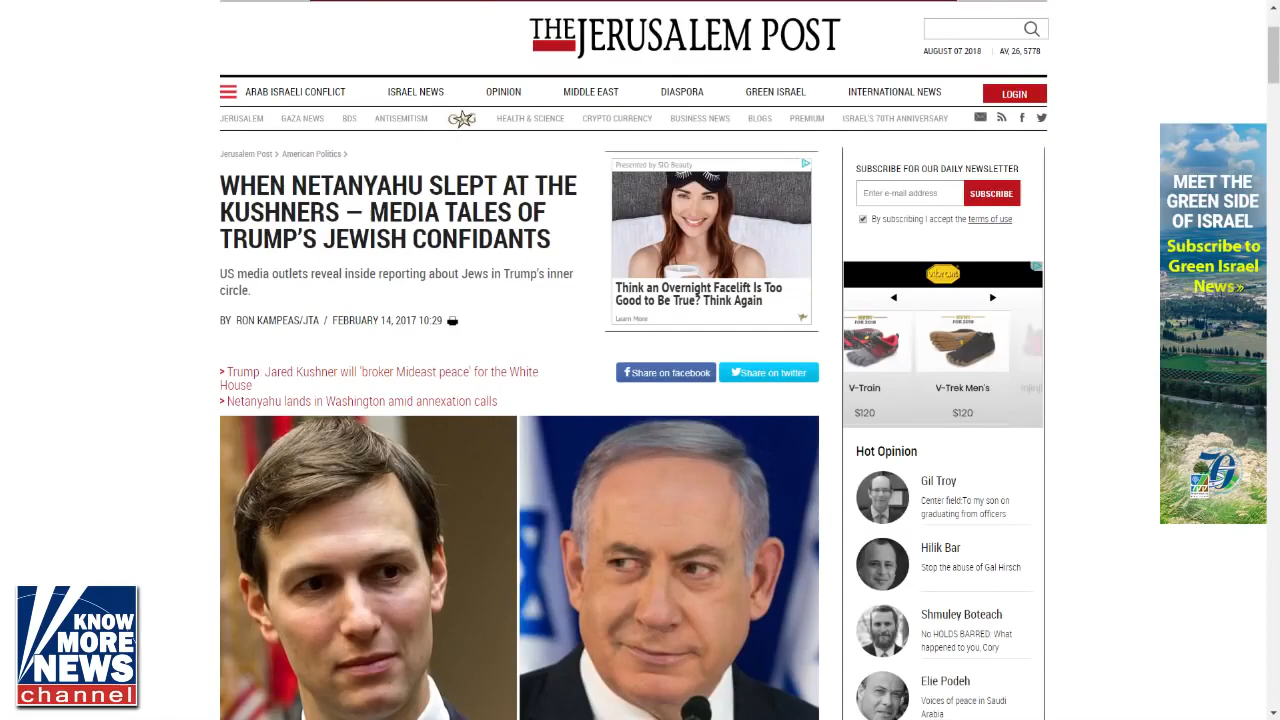 THE JERUSALEM POST
AUGUST 07 2018 | AV, 26, 5778
ARAB ISRAELI CONFLICT ISRAEL NEWS OPINION MIDDLE EAST DIASPORA GREEN ISRAEL INTERNATIONAL NEWS LOGIN
JERUSALEM GAZA NEWS BDS ANTISEMITISM HEALTH & SCIENCE CRYPTO CURRENCY BUSINESS NEWS BLOGS PREMIUM ISRAEL'S 70TH ANNIVERSARY
Jerusalem Post > American Politics >
WHEN NETANYAHU SLEPT AT THE
KUSHNERS – MEDIA TALES OF
TRUMP'S JEWISH CONFIDANTS
US media outlets reveal inside reporting about Jews in Trump's inner
circle.
BY RON KAMPEAS/JTA / FEBRUARY 14, 2017 10:29
> Trump: Jared Kushner will 'broker Mideast peace' for the White
House
> Netanyahu lands in Washington amid annexation calls
Presented by SIO Beauty
Think an Overnight Facelift Is Too
Good to Be True? Think Again
Learn More
Share on facebook
Share on twitter
SUBSCRIBE FOR OUR DAILY NEWSLETTER
Enter e-mail address SUBSCRIBE
By subscribing I accept the terms of use
vibram
V-Train V-Trek Men's
$120 $120
Hot Opinion
Gil Troy
Center field:To my son on
graduating from officers
Hilik Bar
Stop the abuse of Gal Hirsch
Shmuley Boteach
No HOLDS BARRED: What
happened to you, Cory
Elie Podeh
Voices of peace in Saudi
Arabia
MEET THE
GREEN SIDE
OF ISRAEL
Subscribe to
Green Israel
News »
70
KNOW
MORE
NEWS
channel